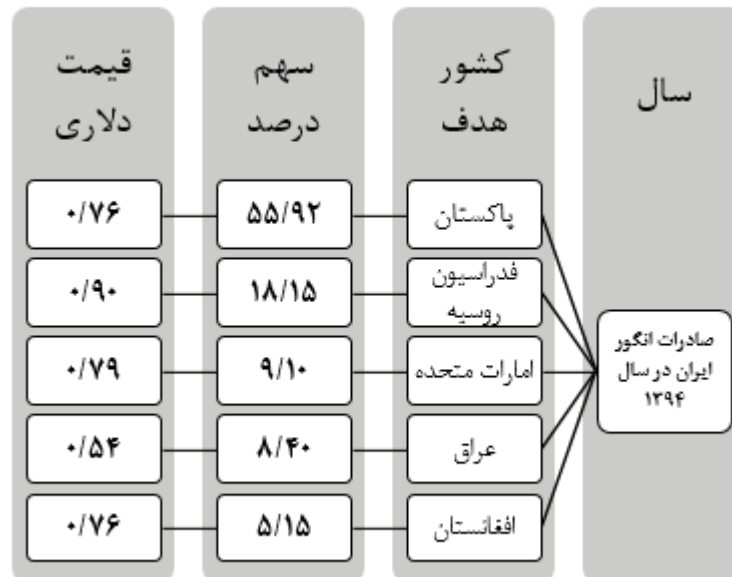 سال
کشور
هدف
سهم
درصد
قیمت
دلاری
صادرات انگور
ایران در سال
۱۳۹۴
پاکستان
۵۵/۹۲
۰/۷۶
فدراسیون
روسیه
۱۸/۱۵
۰/۹۰
امارات متحده
۹/۱۰
۰/۷۹
عراق
۸/۴۰
۰/۵۴
افغانستان
۵/۱۵
۰/۷۶